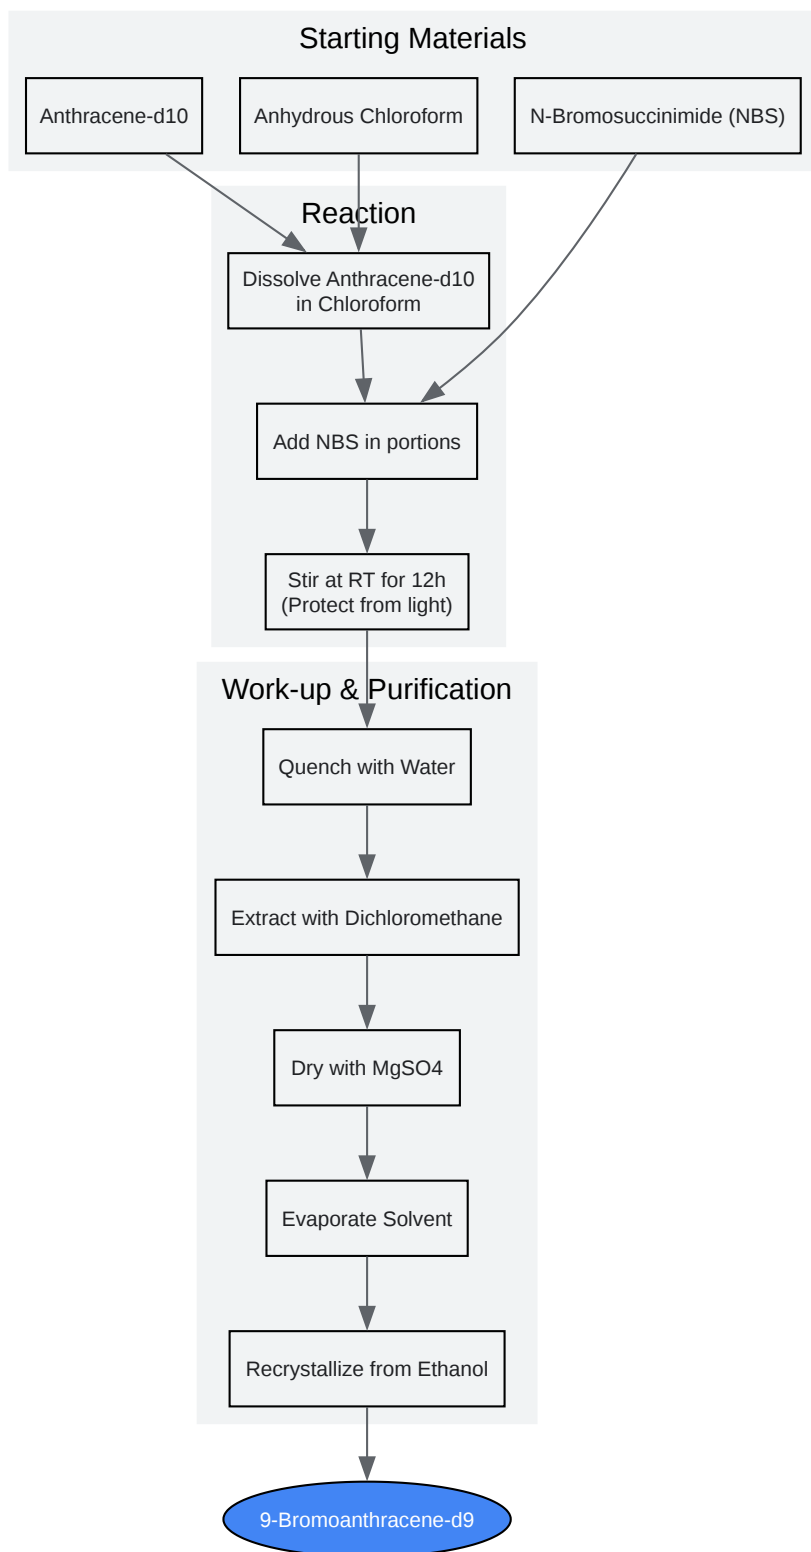 Starting Materials
Anthracene-d10
Anhydrous Chloroform
N-Bromosuccinimide (NBS)
Reaction
Dissolve Anthracene-d10
in Chloroform
Add NBS in portions
Stir at RT for 12h
(Protect from light)
Work-up & Purification
Quench with Water
Extract with Dichloromethane
Dry with MgSO4
Evaporate Solvent
Recrystallize from Ethanol
9-Bromoanthracene-d9